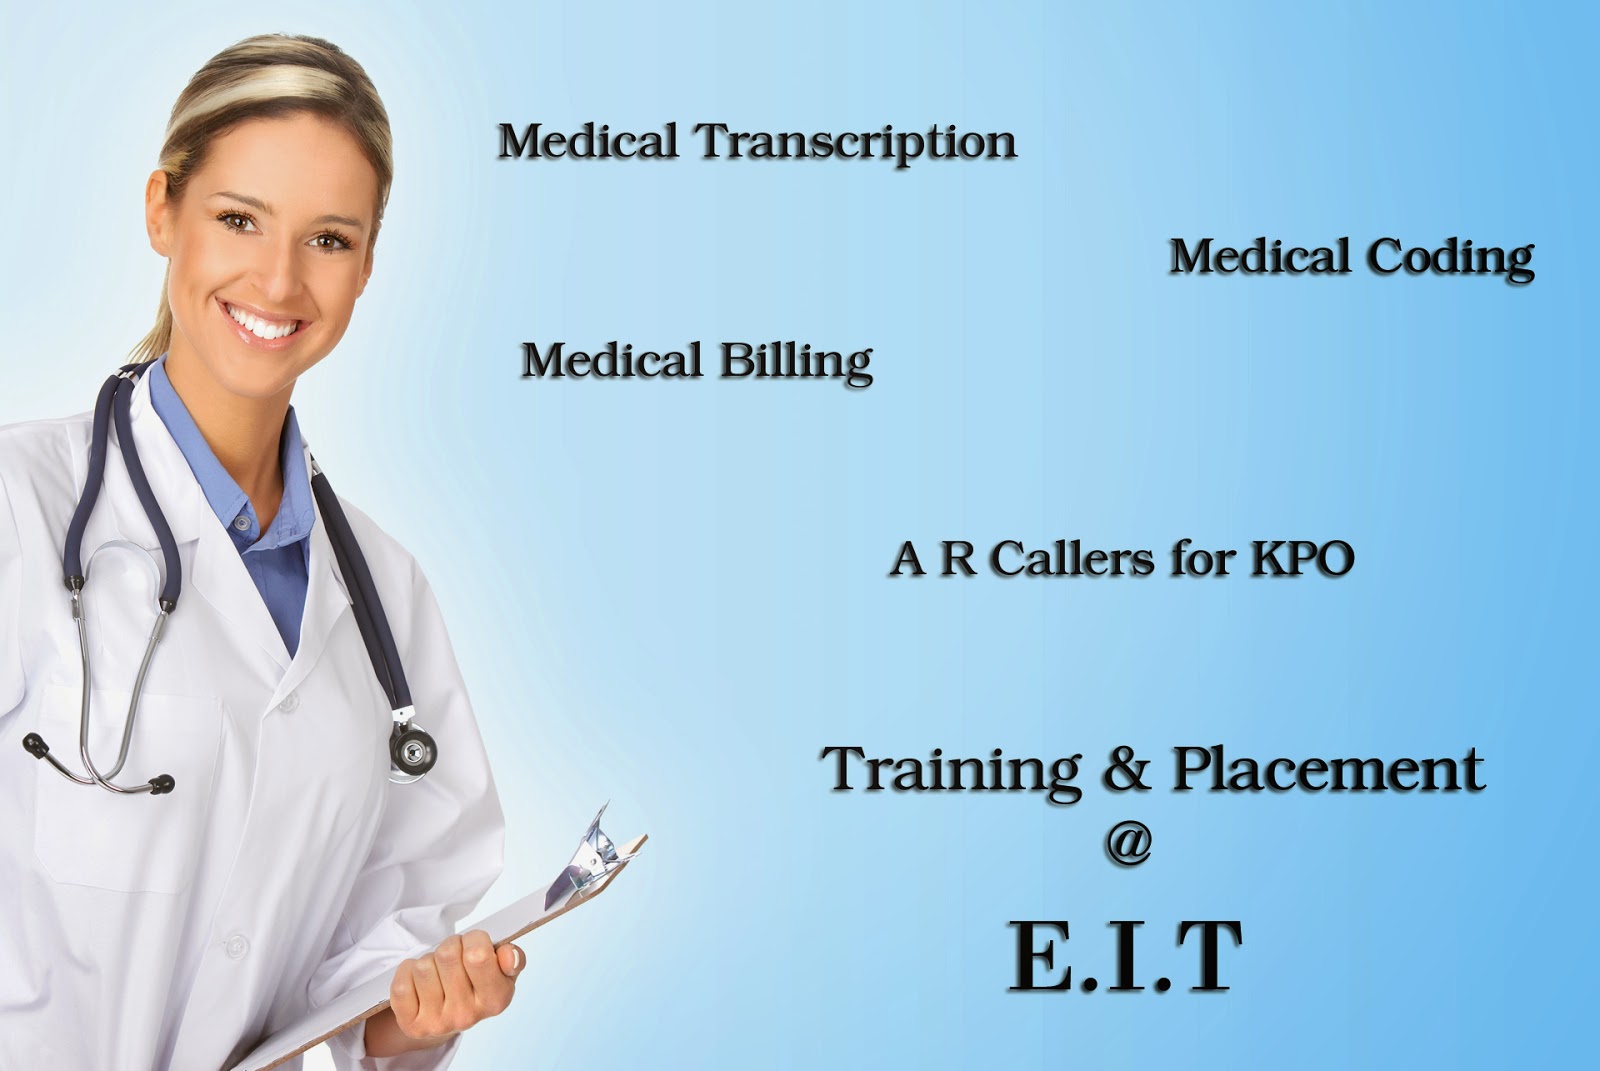 Medical Transcription
Medical Coding
Medical Billing
A R Callers for KPO
Training & Placement
@
E.I.T